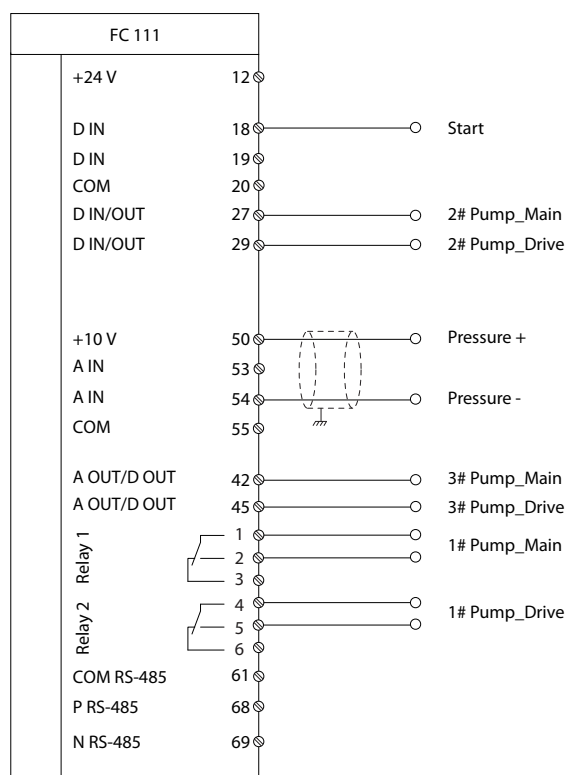 FC 111
+24 V 12
D IN 18 Start
D IN 19
COM 20
D IN/OUT 27 2# Pump_Main
D IN/OUT 29 2# Pump_Drive
+10 V 50 Pressure +
A IN 53
A IN 54 Pressure -
COM 55
A OUT/D OUT 42 3# Pump_Main
A OUT/D OUT 45 3# Pump_Drive
Relay 1
1
2
3
1# Pump_Main
Relay 2
4
5
6
1# Pump_Drive
COM RS-485 61
P RS-485 68
N RS-485 69